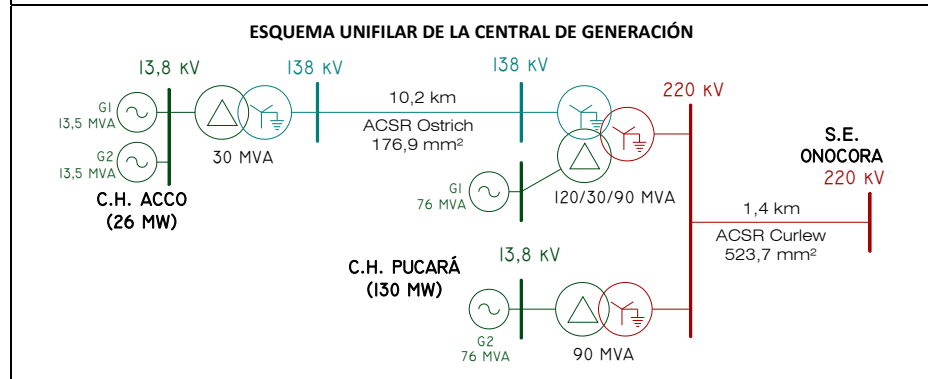 ESQUEMA UNIFILAR DE LA CENTRAL DE GENERACIÓN
13,8 KV
138 KV
138 KV
220 KV
G1
13,5 MVA
G2
13,5 MVA
30 MVA
10,2 km
ACSR Ostrich
176,9 mm²
C.H. ACCO
(26 MW)
G1
76 MVA
120/30/90 MVA
S.E.
ONOCORA
220 KV
1,4 km
ACSR Curlew
523,7 mm²
C.H. PUCARÁ
(130 MW)
13,8 KV
G2
76 MVA
90 MVA